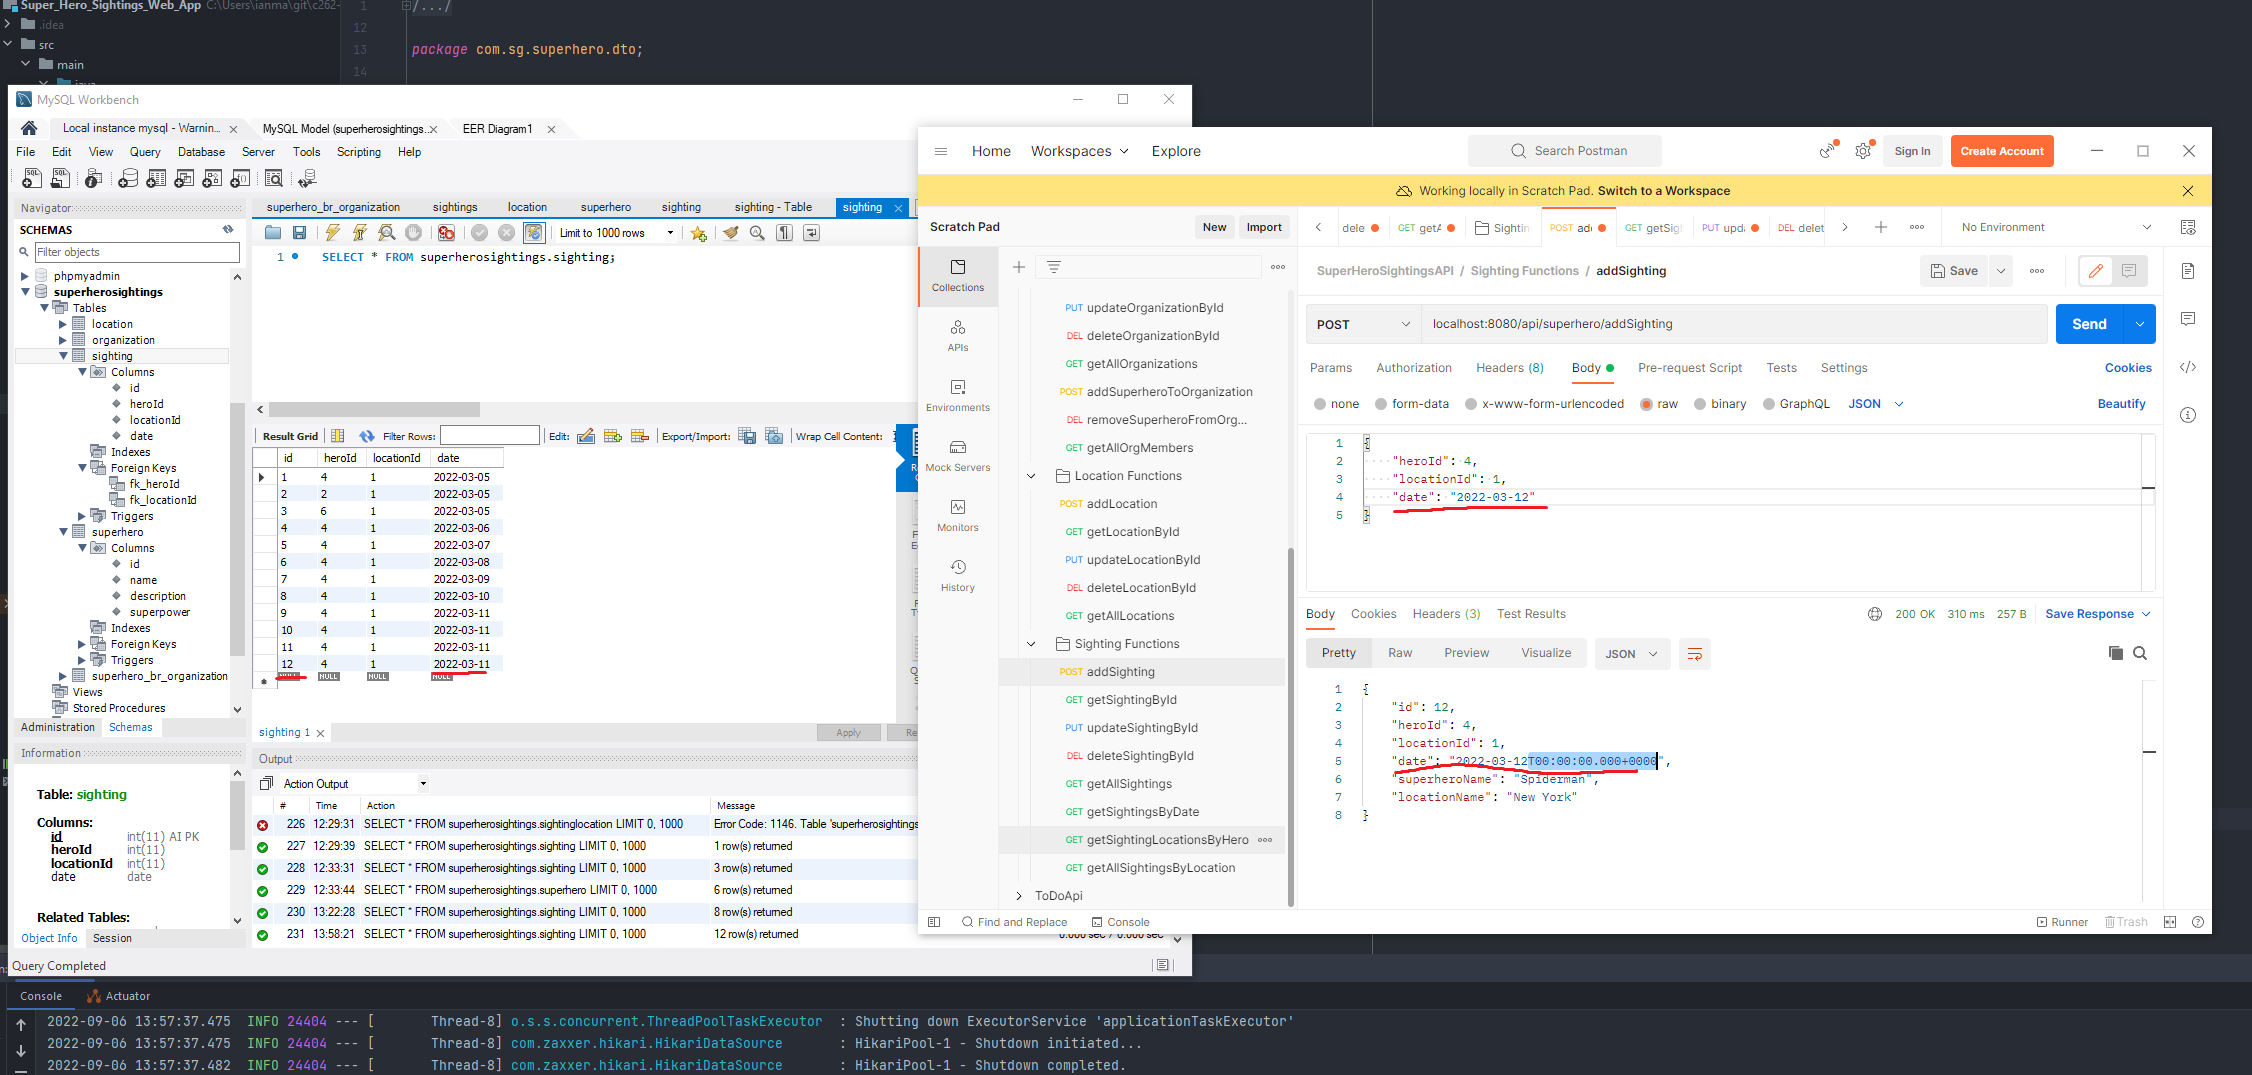 Super_Hero_Sightings_Web_App C:\Users\ianma\git\c262-
.idea
src
main
java
1 /.../
12
13 package com.sg.superhero.dto;
14
MySQL Workbench
Local instance mysql - Warnin... MySQL Model (superherosightings.. EER Diagram1
File Edit View Query Database Server Tools Scripting Help
Navigator
SCHEMAS
Filter objects
phpmyadmin
superherosightings
Tables
location
organization
sighting
Columns
id
heroId
locationId
date
Indexes
Foreign Keys
fk_heroId
fk_locationId
Triggers
superhero
Columns
id
name
description
superpower
Indexes
Foreign Keys
Triggers
superhero_br_organization
Views
Stored Procedures
Administration Schemas
Information
Table: sighting
Columns:
id int(11) AI PK
heroId int(11)
locationId int(11)
date date
Related Tables:
Object Info Session
Query Completed
superhero_br_organization sightings location superhero sighting sighting - Table sighting
Limit to 1000 rows
1 SELECT * FROM superherosightings.sighting;
Result Grid Filter Rows: Edit: Export/Import: Wrap Cell Content:
id heroId locationId date
1 4 1 2022-03-05
2 2 1 2022-03-05
3 6 1 2022-03-05
4 4 1 2022-03-06
5 4 1 2022-03-07
6 4 1 2022-03-08
7 4 1 2022-03-09
8 4 1 2022-03-10
9 4 1 2022-03-11
10 4 1 2022-03-11
11 4 1 2022-03-11
12 4 1 2022-03-11
NULL NULL NULL NULL
sighting 1 Apply Re
Output
Action Output
# Time Action Message
226 12:29:31 SELECT * FROM superherosightings.sightinglocation LIMIT 0, 1000 Error Code: 1146. Table 'superherosightings
227 12:29:39 SELECT * FROM superherosightings.sighting LIMIT 0, 1000 1 row(s) returned
228 12:33:31 SELECT * FROM superherosightings.sighting LIMIT 0, 1000 3 row(s) returned
229 12:33:44 SELECT * FROM superherosightings.superhero LIMIT 0, 1000 6 row(s) returned
230 13:22:28 SELECT * FROM superherosightings.sighting LIMIT 0, 1000 8 row(s) returned
231 13:58:21 SELECT * FROM superherosightings.sighting LIMIT 0, 1000 12 row(s) returned 0.000 sec / 0.000 sec
Home Workspaces Explore Search Postman Sign In Create Account
Working locally in Scratch Pad. Switch to a Workspace
Scratch Pad New Import
Collections
APIs
Environments
Mock Servers
Monitors
History
PUT updateOrganizationById
DEL deleteOrganizationById
GET getAllOrganizations
POST addSuperheroToOrganization
DEL removeSuperheroFromOrg...
GET getAllOrgMembers
Location Functions
POST addLocation
GET getLocationById
PUT updateLocationById
DEL deleteLocationById
GET getAllLocations
Sighting Functions
POST addSighting
GET getSightingById
PUT updateSightingById
DEL deleteSightingById
GET getAllSightings
GET getSightingsByDate
GET getSightingLocationsByHero
GET getAllSightingsByLocation
ToDoApi
Find and Replace Console
dele GET getA Sightin POST add GET getSig PUT upda DEL delet No Environment
SuperHeroSightingsAPI / Sighting Functions / addSighting Save
POST localhost:8080/api/superhero/addSighting Send
Params Authorization Headers (8) Body Pre-request Script Tests Settings Cookies
none form-data x-www-form-urlencoded raw binary GraphQL JSON Beautify
1 {
2 "heroId": 4,
3 "locationId": 1,
4 "date": "2022-03-12"
5 }
Body Cookies Headers (3) Test Results 200 OK 310 ms 257 B Save Response
Pretty Raw Preview Visualize JSON
1 {
2 "id": 12,
3 "heroId": 4,
4 "locationId": 1,
5 "date": "2022-03-12T00:00:00.000+0000",
6 "superheroName": "Spiderman",
7 "locationName": "New York"
8 }
Runner Trash
Console Actuator
2022-09-06 13:57:37.475 INFO 24404 --- [ Thread-8] o.s.s.concurrent.ThreadPoolTaskExecutor : Shutting down ExecutorService 'applicationTaskExecutor'
2022-09-06 13:57:37.475 INFO 24404 --- [ Thread-8] com.zaxxer.hikari.HikariDataSource : HikariPool-1 - Shutdown initiated...
2022-09-06 13:57:37.482 INFO 24404 --- [ Thread-8] com.zaxxer.hikari.HikariDataSource : HikariPool-1 - Shutdown completed.